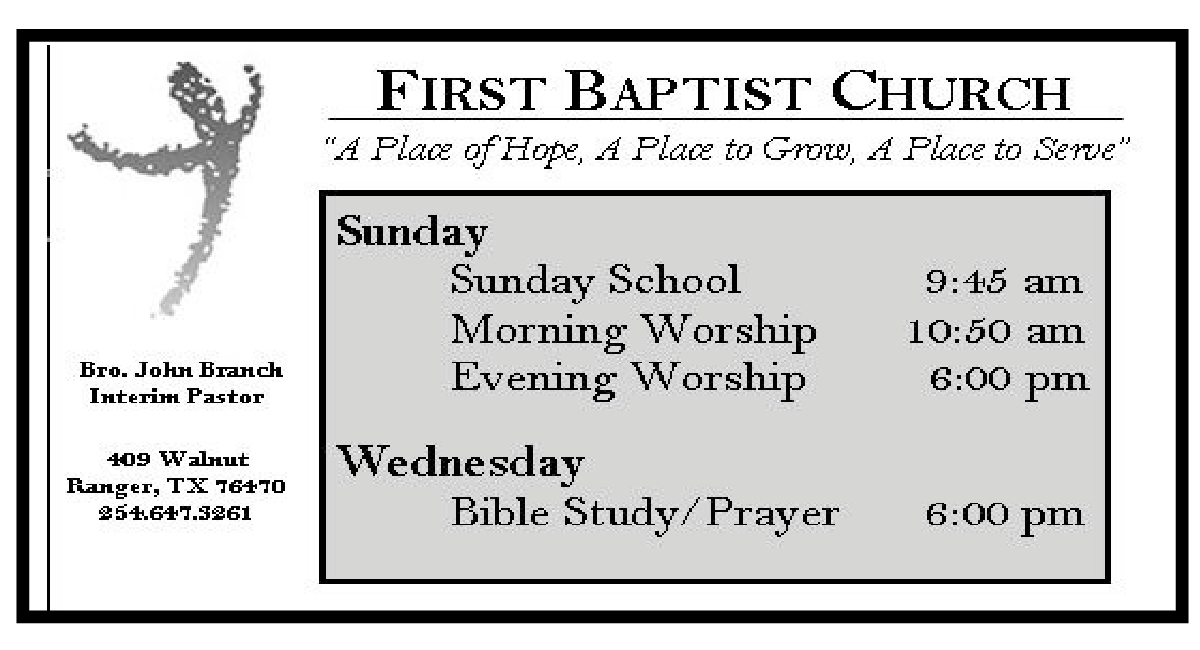 FIRST BAPTIST CHURCH
"A Place of Hope, A Place to Grow, A Place to Serve"
Sunday
Sunday School 9:45 am
Morning Worship 10:50 am
Evening Worship 6:00 pm
Wednesday
Bible Study/Prayer 6:00 pm
Bro. John Branch
Interim Pastor
409 Walnut
Ranger, TX 76470
254.647.3261